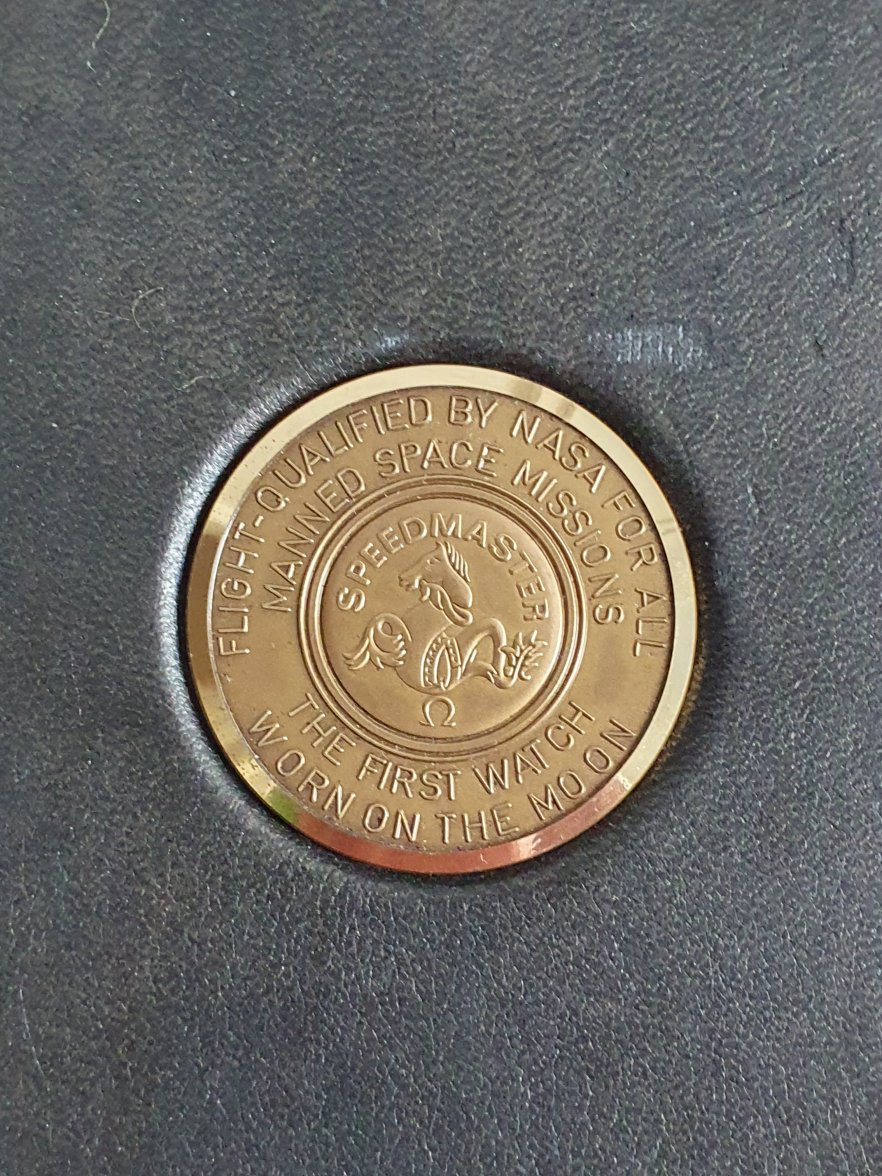 FLIGHT-QUALIFIED BY NASA FOR ALL
MANNED SPACE MISSIONS
SPEEDMASTER
Ω
THE FIRST WATCH
WORN ON THE MOON